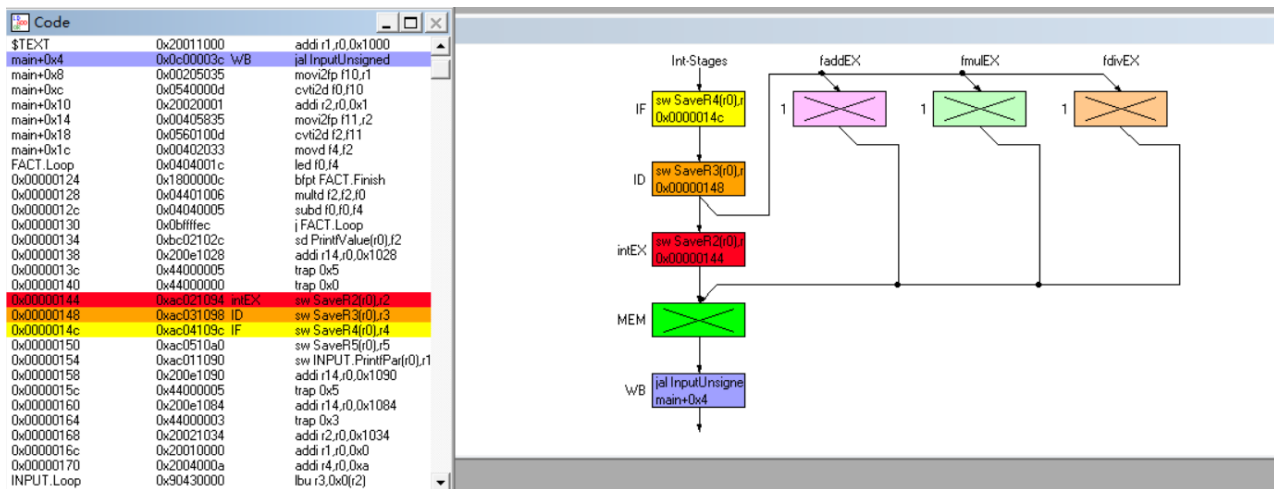 Code
$TEXT 0x20011000 addi r1,r0,0x1000
main+0x4 0x0c00003c WB jal InputUnsigned
main+0x8 0x00205035 movi2fp f10,r1
main+0xc 0x0540000d cvti2d f0,f10
main+0x10 0x20020001 addi r2,r0,0x1
main+0x14 0x00405835 movi2fp f11,r2
main+0x18 0x0560100d cvti2d f2,f11
main+0x1c 0x00402033 movd f4,f2
FACT.Loop 0x0404001c led f0,f4
0x00000124 0x1800000c bfpt FACT.Finish
0x00000128 0x04401006 multd f2,f2,f0
0x0000012c 0x04040005 subd f0,f0,f4
0x00000130 0x0bffffec j FACT.Loop
0x00000134 0xbc02102c sd PrintfValue(r0),f2
0x00000138 0x200e1028 addi r14,r0,0x1028
0x0000013c 0x44000005 trap 0x5
0x00000140 0x44000000 trap 0x0
0x00000144 0xac021094 intEX sw SaveR2(r0),r2
0x00000148 0xac031098 ID sw SaveR3(r0),r3
0x0000014c 0xac04109c IF sw SaveR4(r0),r4
0x00000150 0xac0510a0 sw SaveR5(r0),r5
0x00000154 0xac011090 sw INPUT.PrintfPar(r0),r1
0x00000158 0x200e1090 addi r14,r0,0x1090
0x0000015c 0x44000005 trap 0x5
0x00000160 0x200e1084 addi r14,r0,0x1084
0x00000164 0x44000003 trap 0x3
0x00000168 0x20021034 addi r2,r0,0x1034
0x0000016c 0x20010000 addi r1,r0,0x0
0x00000170 0x2004000a addi r4,r0,0xa
INPUT.Loop 0x90430000 lbu r3,0x0(r2)
Int-Stages faddEX fmulEX fdivEX
IF sw SaveR4(r0),r 1 1 1
0x0000014c
ID sw SaveR3(r0),r
0x00000148
intEX sw SaveR2(r0),r
0x00000144
MEM
WB jal InputUnsigne
main+0x4